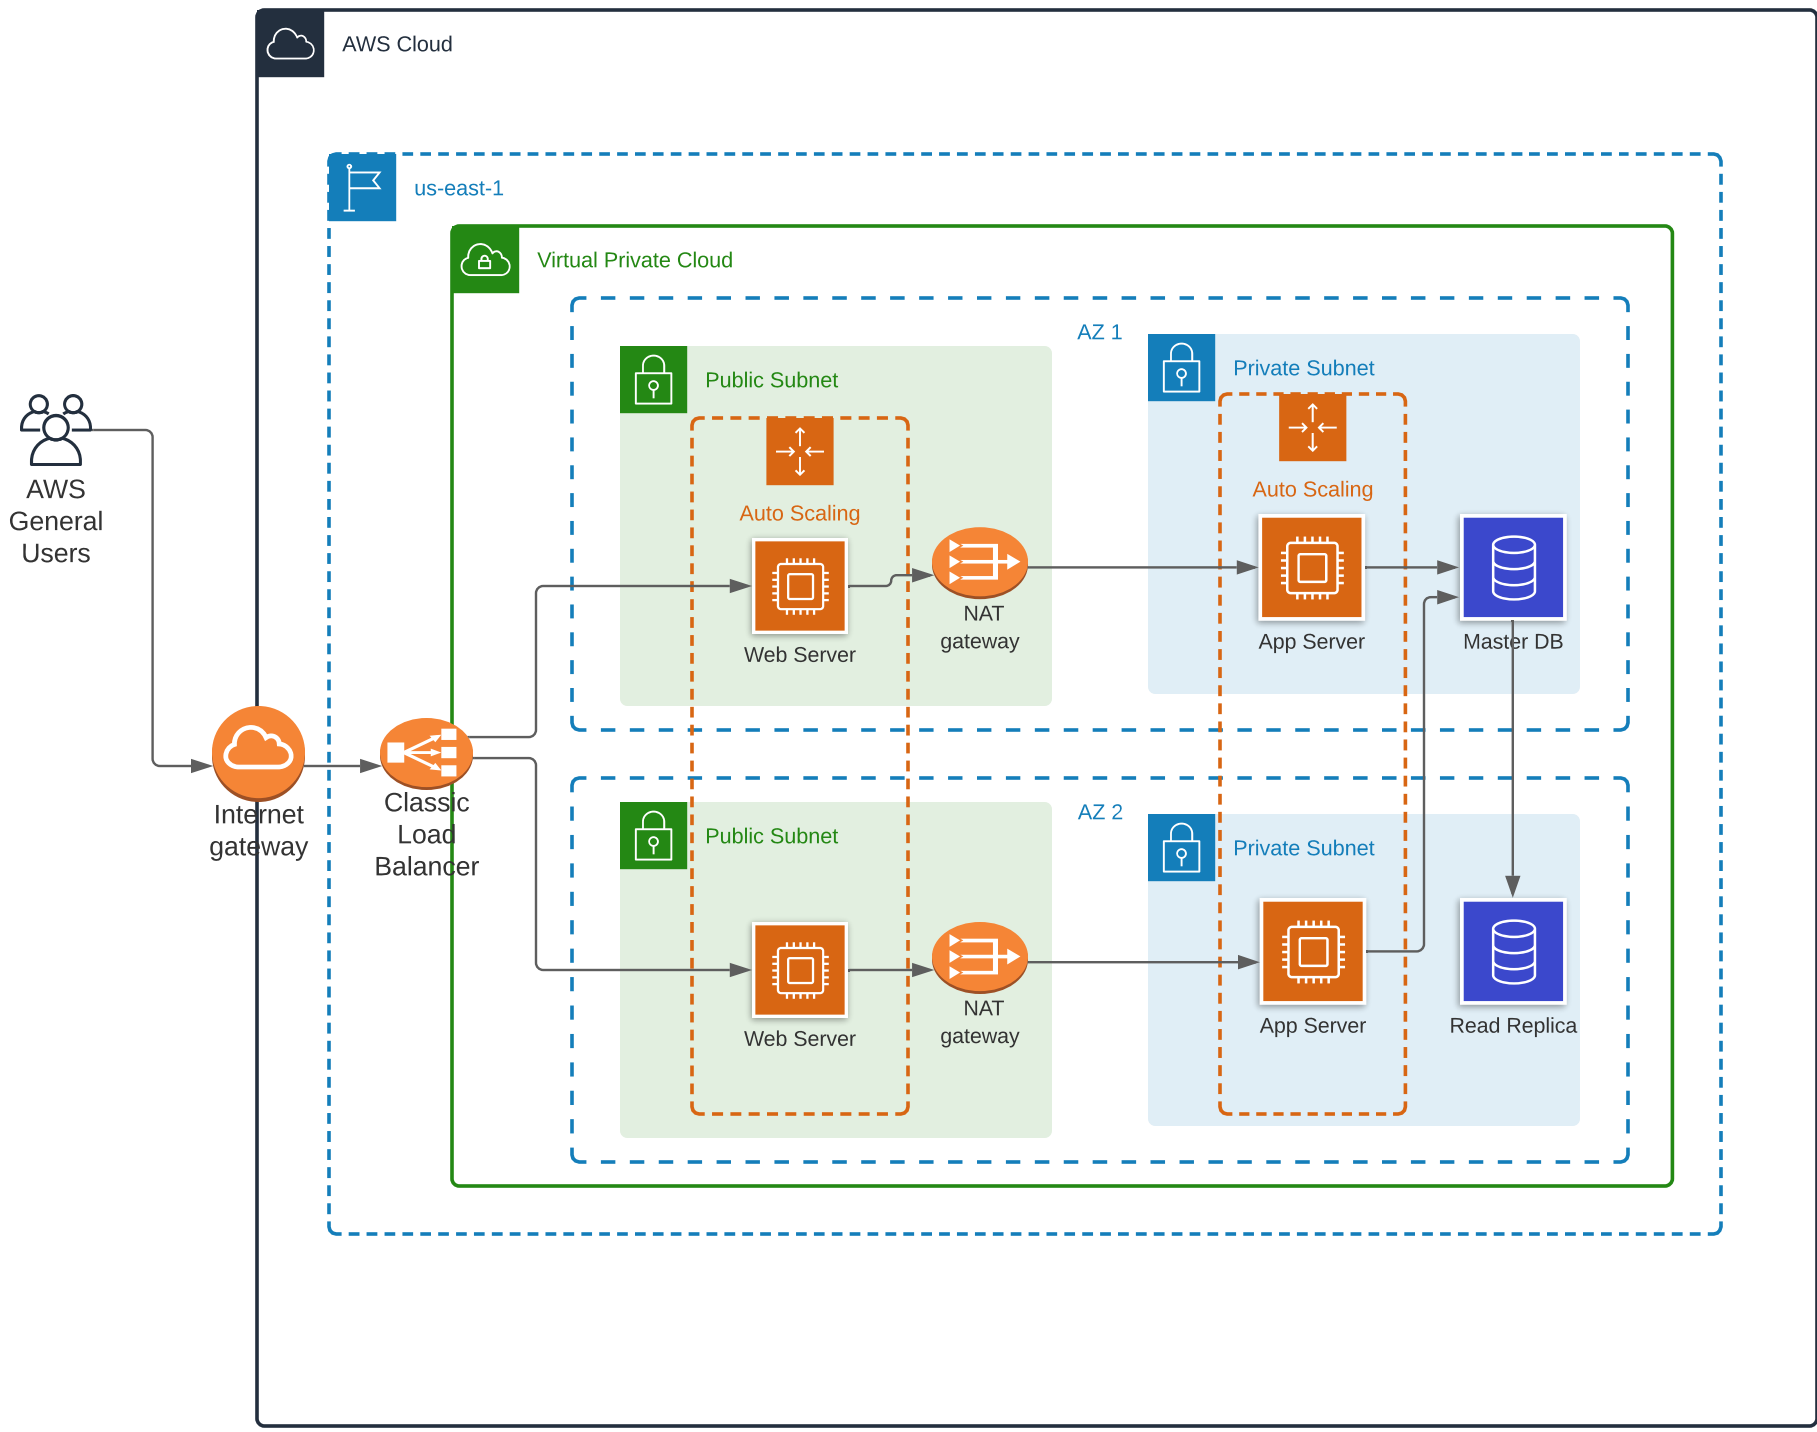 AWS Cloud
us-east-1
Virtual Private Cloud
AZ 1
Public Subnet
Private Subnet
Auto Scaling
Auto Scaling
AWS
General
Users
Web Server
NAT
gateway
App Server
Master DB
Internet
gateway
Classic
Load
Balancer
AZ 2
Public Subnet
Private Subnet
Web Server
NAT
gateway
App Server
Read Replica